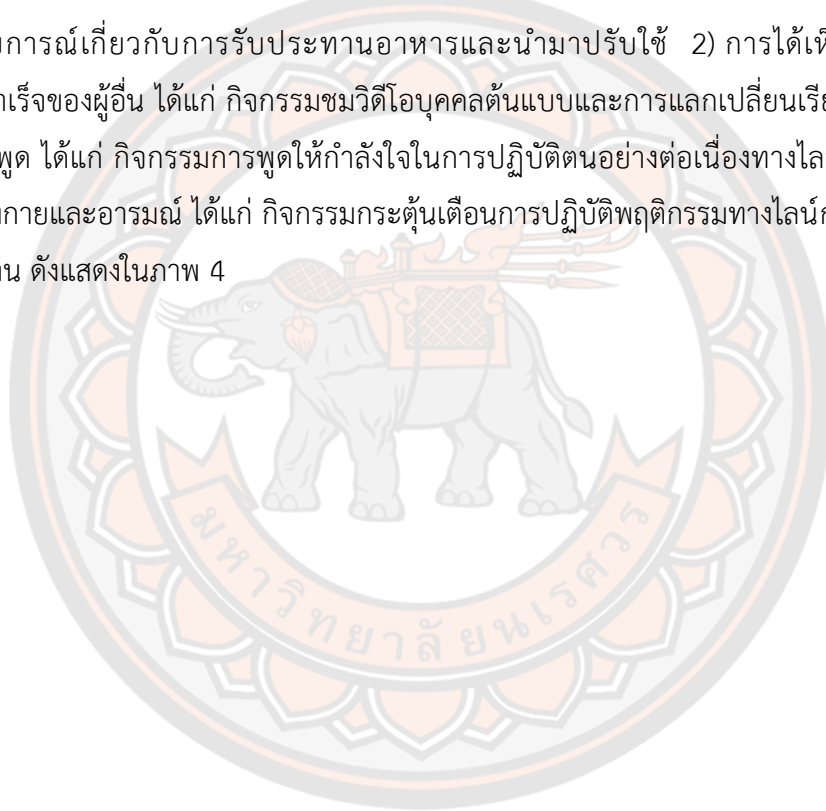 การณ์เกี่ยวกับการรับประทานอาหารและนำมาปรับใช้ 2) การได้เห็
าเร็จของผู้อื่น ได้แก่ กิจกรรมชมวิดีโอบุคคลต้นแบบและการแลกเปลี่ยนเรีย
พูด ได้แก่ กิจกรรมการพูดให้กำลังใจในการปฏิบัติตนอย่างต่อเนื่องทางไล
งกายและอารมณ์ ได้แก่ กิจกรรมกระตุ้นเตือนการปฏิบัติพฤติกรรมทางไลน์ก
าน ดังแสดงในภาพ 4
มหาวิทยาลัยนเรศวร